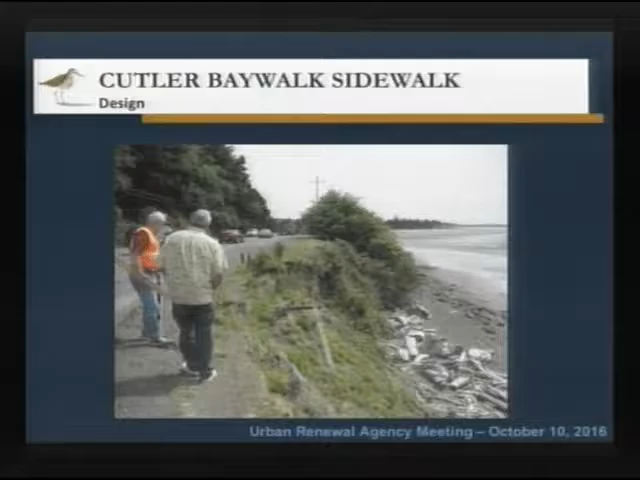 CUTLER BAYWALK SIDEWALK
Design
Urban Renewal Agency Meeting – October 10, 2016